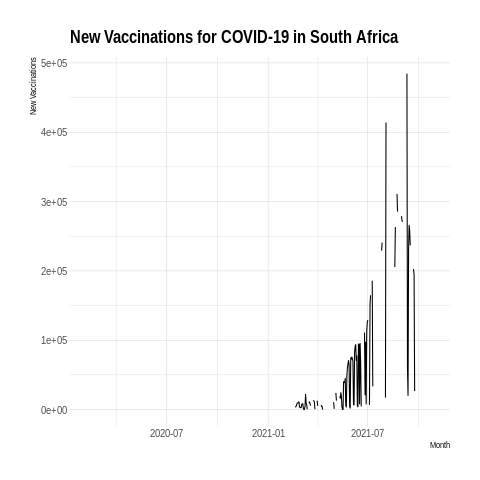 New Vaccinations for COVID-19 in South Africa
New Vaccinations
5e+05
4e+05
3e+05
2e+05
1e+05
0e+00
2020-07 2021-01 2021-07
Month